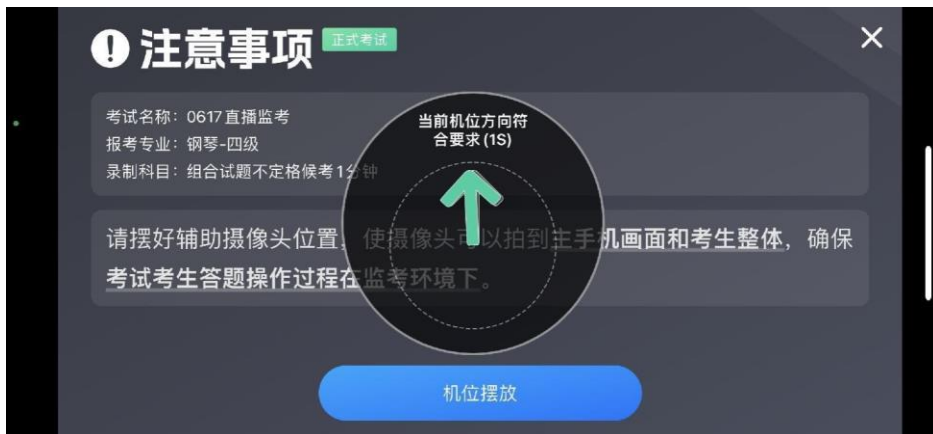 注意事项 正式考试
考试名称：0617直播监考
报考专业：钢琴-四级
录制科目：组合试题不定格候考1分钟
当前机位方向符
合要求(1S)
请摆好辅助摄像头位置，使摄像头可以拍到主手机画面和考生整体，确保
考试考生答题操作过程在监考环境下。
机位摆放